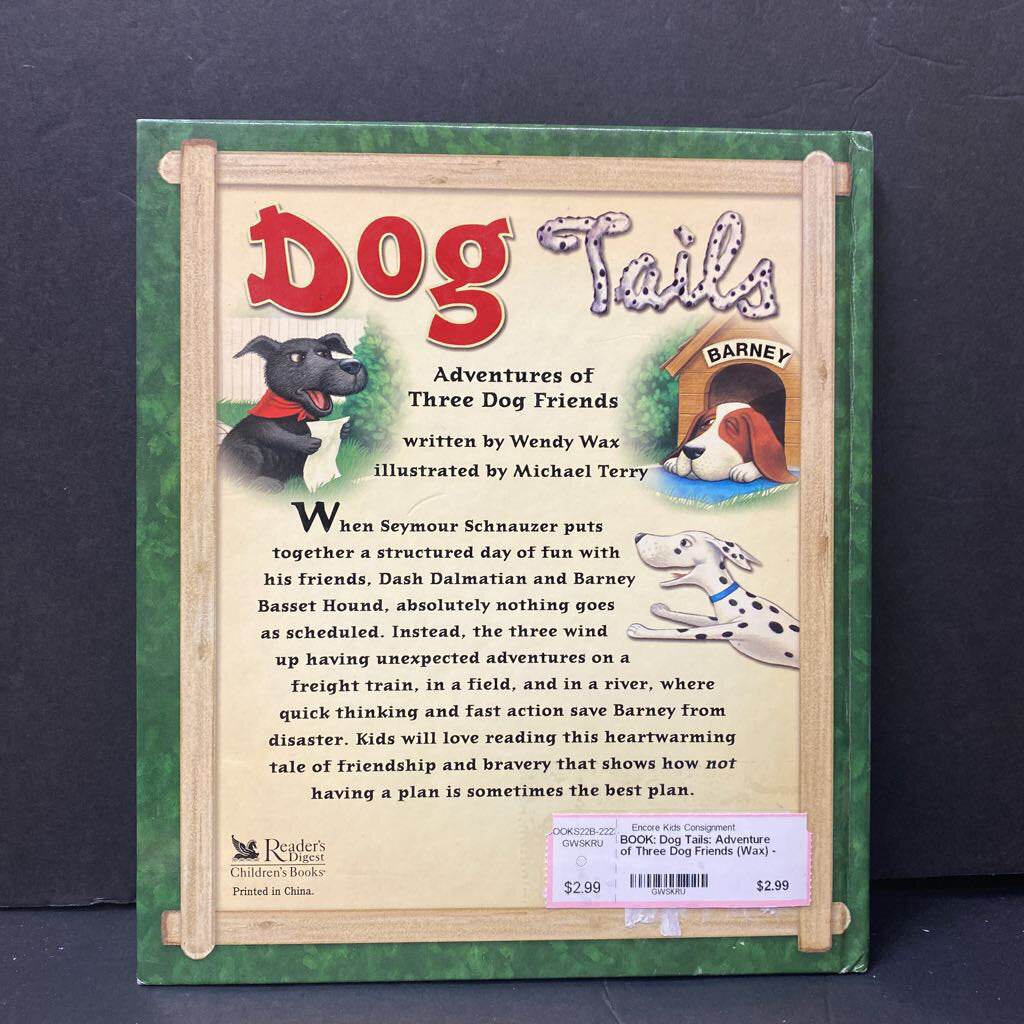 Dog Tails
BARNEY
Adventures of
Three Dog Friends
written by Wendy Wax
illustrated by Michael Terry
When Seymour Schnauzer puts
together a structured day of fun with
his friends, Dash Dalmatian and Barney
Basset Hound, absolutely nothing goes
as scheduled. Instead, the three wind
up having unexpected adventures on a
freight train, in a field, and in a river, where
quick thinking and fast action save Barney from
disaster. Kids will love reading this heartwarming
tale of friendship and bravery that shows how not
having a plan is sometimes the best plan.
Reader's
Digest
Children's Books®
Printed in China.
OOKS22B-222
GWSKRU
$2.99
Encore Kids Consignment
BOOK: Dog Tails: Adventure
of Three Dog Friends (Wax) -
GWSKRU
$2.99